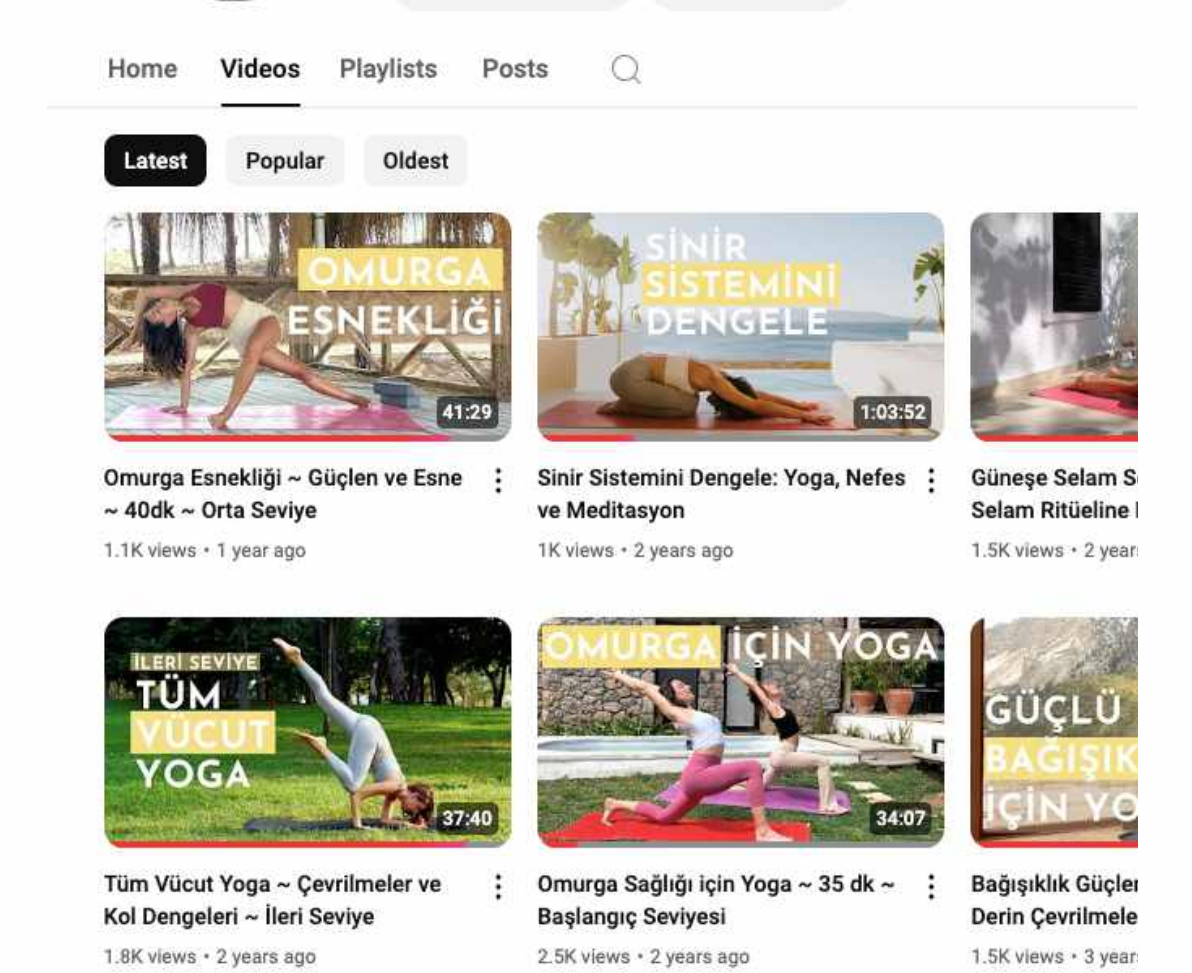 Home Videos Playlists Posts
Latest Popular Oldest
OMURGA
ESNEKLİĞİ
41:29
SİNİR
SİSTEMİNİ
DENGELE
1:03:52
Omurga Esnekliği ~ Güçlen ve Esne
~ 40dk ~ Orta Seviye
1.1K views • 1 year ago
Sinir Sistemini Dengele: Yoga, Nefes
ve Meditasyon
1K views • 2 years ago
Güneşe Selam
Selam Ritüeline
1.5K views • 2
İLERİ SEVİYE
TÜM
VÜCUT
YOGA
37:40
OMURGA İÇİN YOGA
34:07
GÜÇLÜ
İÇİN
Tüm Vücut Yoga ~ Çevrilmeler ve
Kol Dengeleri ~ İleri Seviye
1.8K views • 2 years ago
Omurga Sağlığı için Yoga ~ 35 dk ~
Başlangıç Seviyesi
2.5K views • 2 years ago
Bağışıklık
Derin
1.5K views • 3